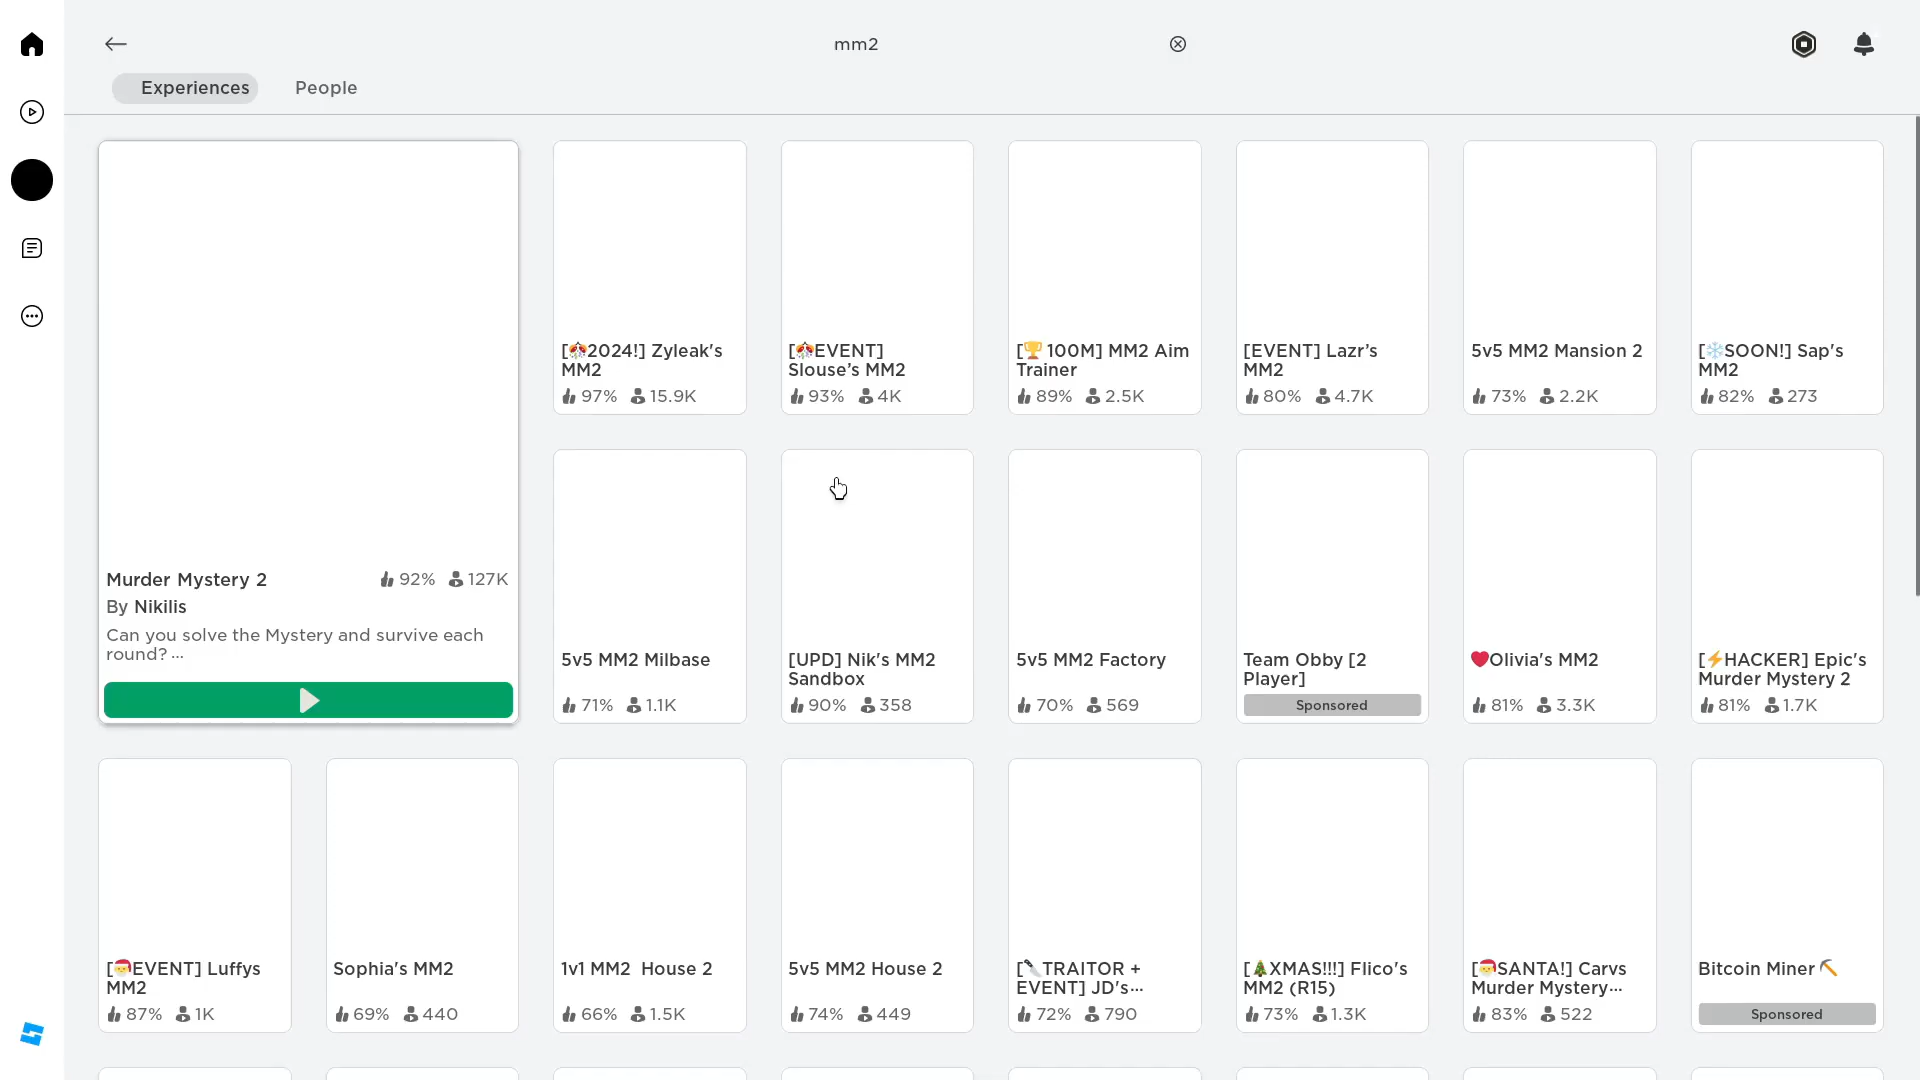 mm2
Experiences
People
Murder Mystery 2
92% 127K
By Nikilis
Can you solve the Mystery and survive each
round? ...
[🎊2024!] Zyleak's
MM2
97% 15.9K
[🎊EVENT]
Slouse’s MM2
93% 4K
[🏆 100M] MM2 Aim
Trainer
89% 2.5K
[EVENT] Lazr’s
MM2
80% 4.7K
5v5 MM2 Mansion 2
73% 2.2K
[❄️SOON!] Sap's
MM2
82% 273
5v5 MM2 Milbase
71% 1.1K
[UPD] Nik's MM2
Sandbox
90% 358
5v5 MM2 Factory
70% 569
Team Obby [2
Player]
Sponsored
❤️Olivia's MM2
81% 3.3K
[⚡HACKER] Epic's
Murder Mystery 2
81% 1.7K
[🎅EVENT] Luffys
MM2
87% 1K
Sophia's MM2
69% 440
1v1 MM2 House 2
66% 1.5K
5v5 MM2 House 2
74% 449
[🔪TRAITOR +
EVENT] JD's...
72% 790
[🎄XMAS!!!] Flico's
MM2 (R15)
73% 1.3K
[🎅SANTA!] Carvs
Murder Mystery...
83% 522
Bitcoin Miner⛏️
Sponsored